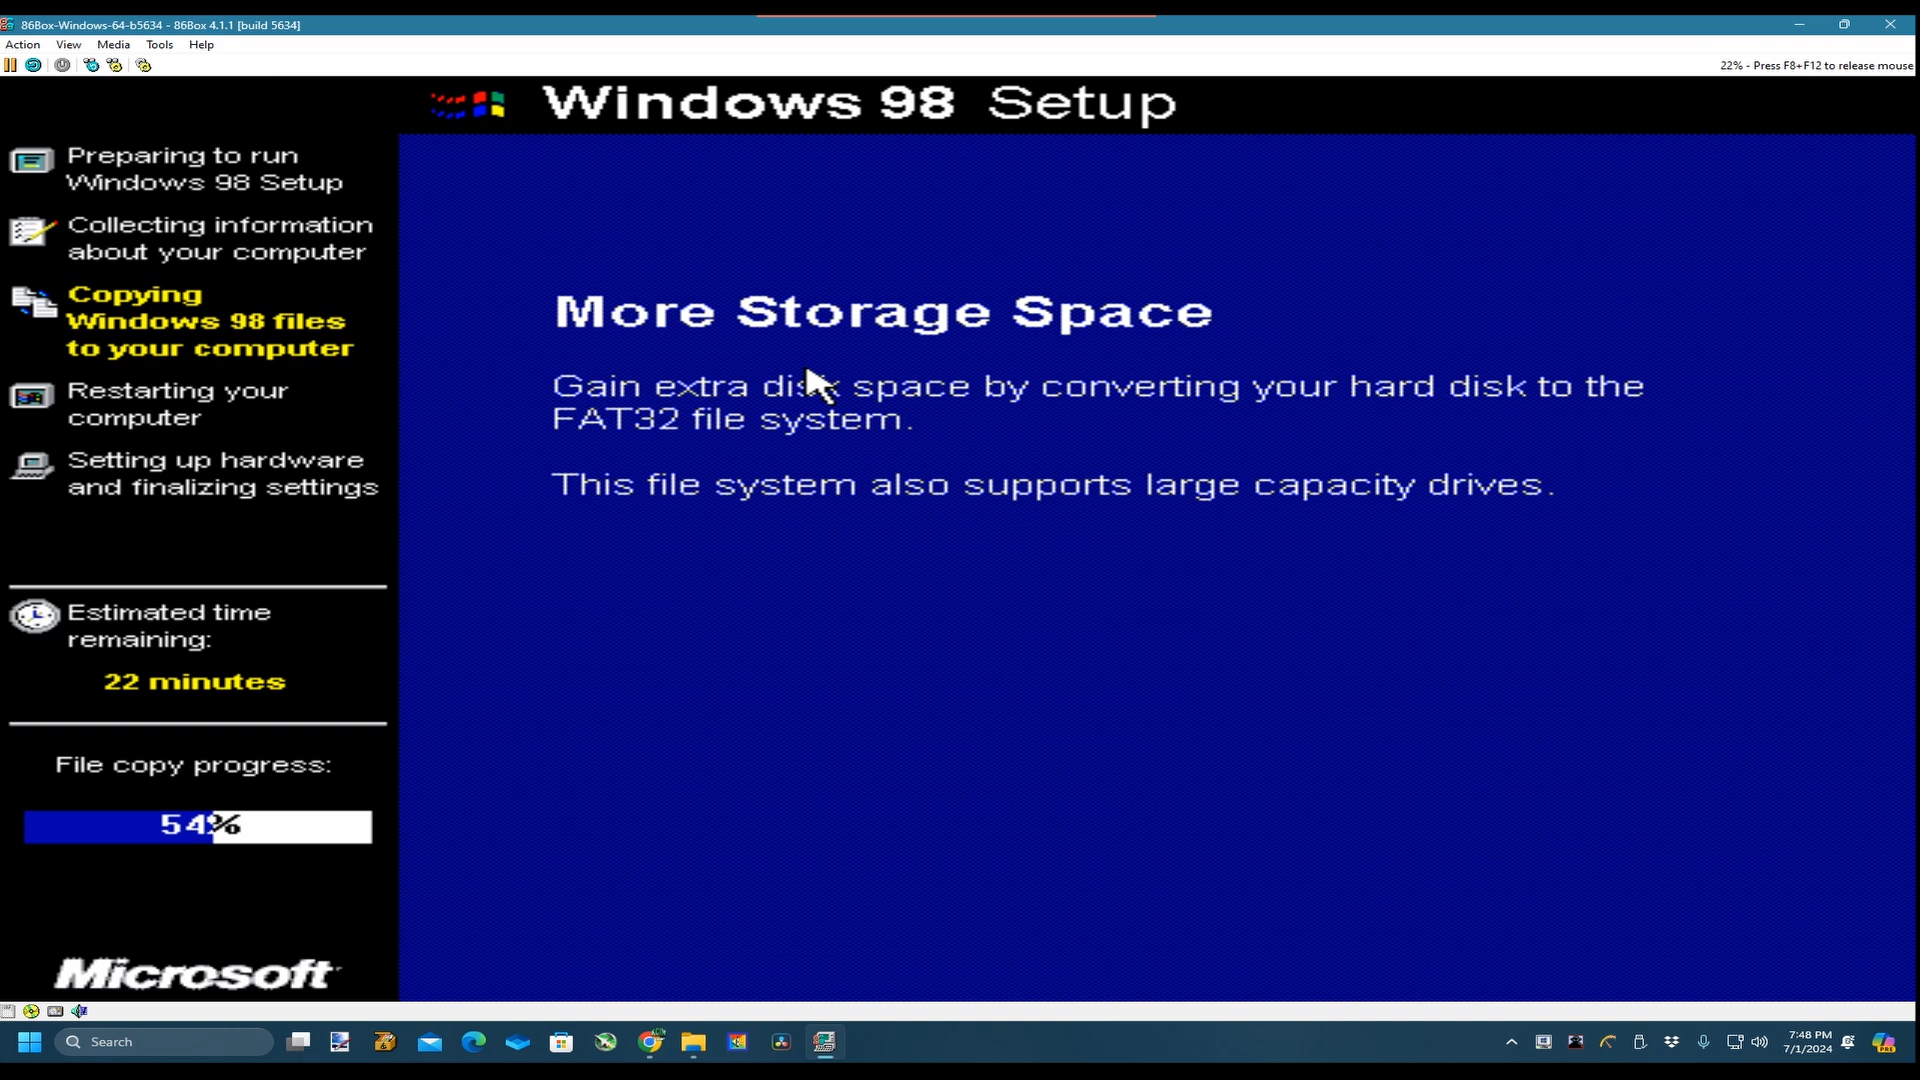 86Box-Windows-64-b5634 - 86Box 4.1.1 [build 5634]
Action View Media Tools Help
22% - Press F8+F12 to release mouse
Windows 98 Setup
Preparing to run
Windows 98 Setup
Collecting information
about your computer
Copying
Windows 98 files
to your computer
Restarting your
computer
Setting up hardware
and finalizing settings
Estimated time
remaining:
22 minutes
File copy progress:
54%
Microsoft
More Storage Space
Gain extra disk space by converting your hard disk to the
FAT32 file system.
This file system also supports large capacity drives.
Search
7:48 PM
7/1/2024